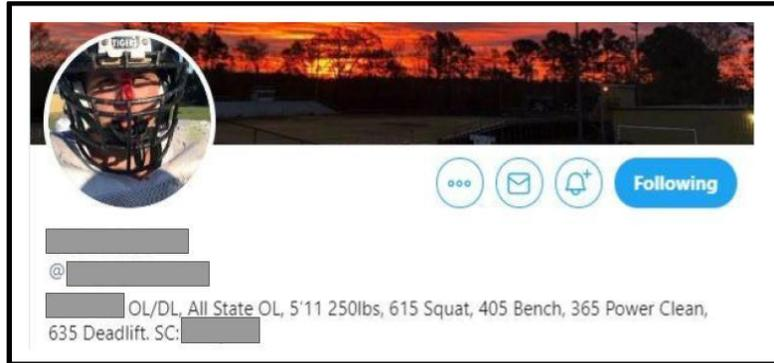 TIGERS
Following
@
OL/DL, All State OL, 5'11 250lbs, 615 Squat, 405 Bench, 365 Power Clean,
635 Deadlift. SC: